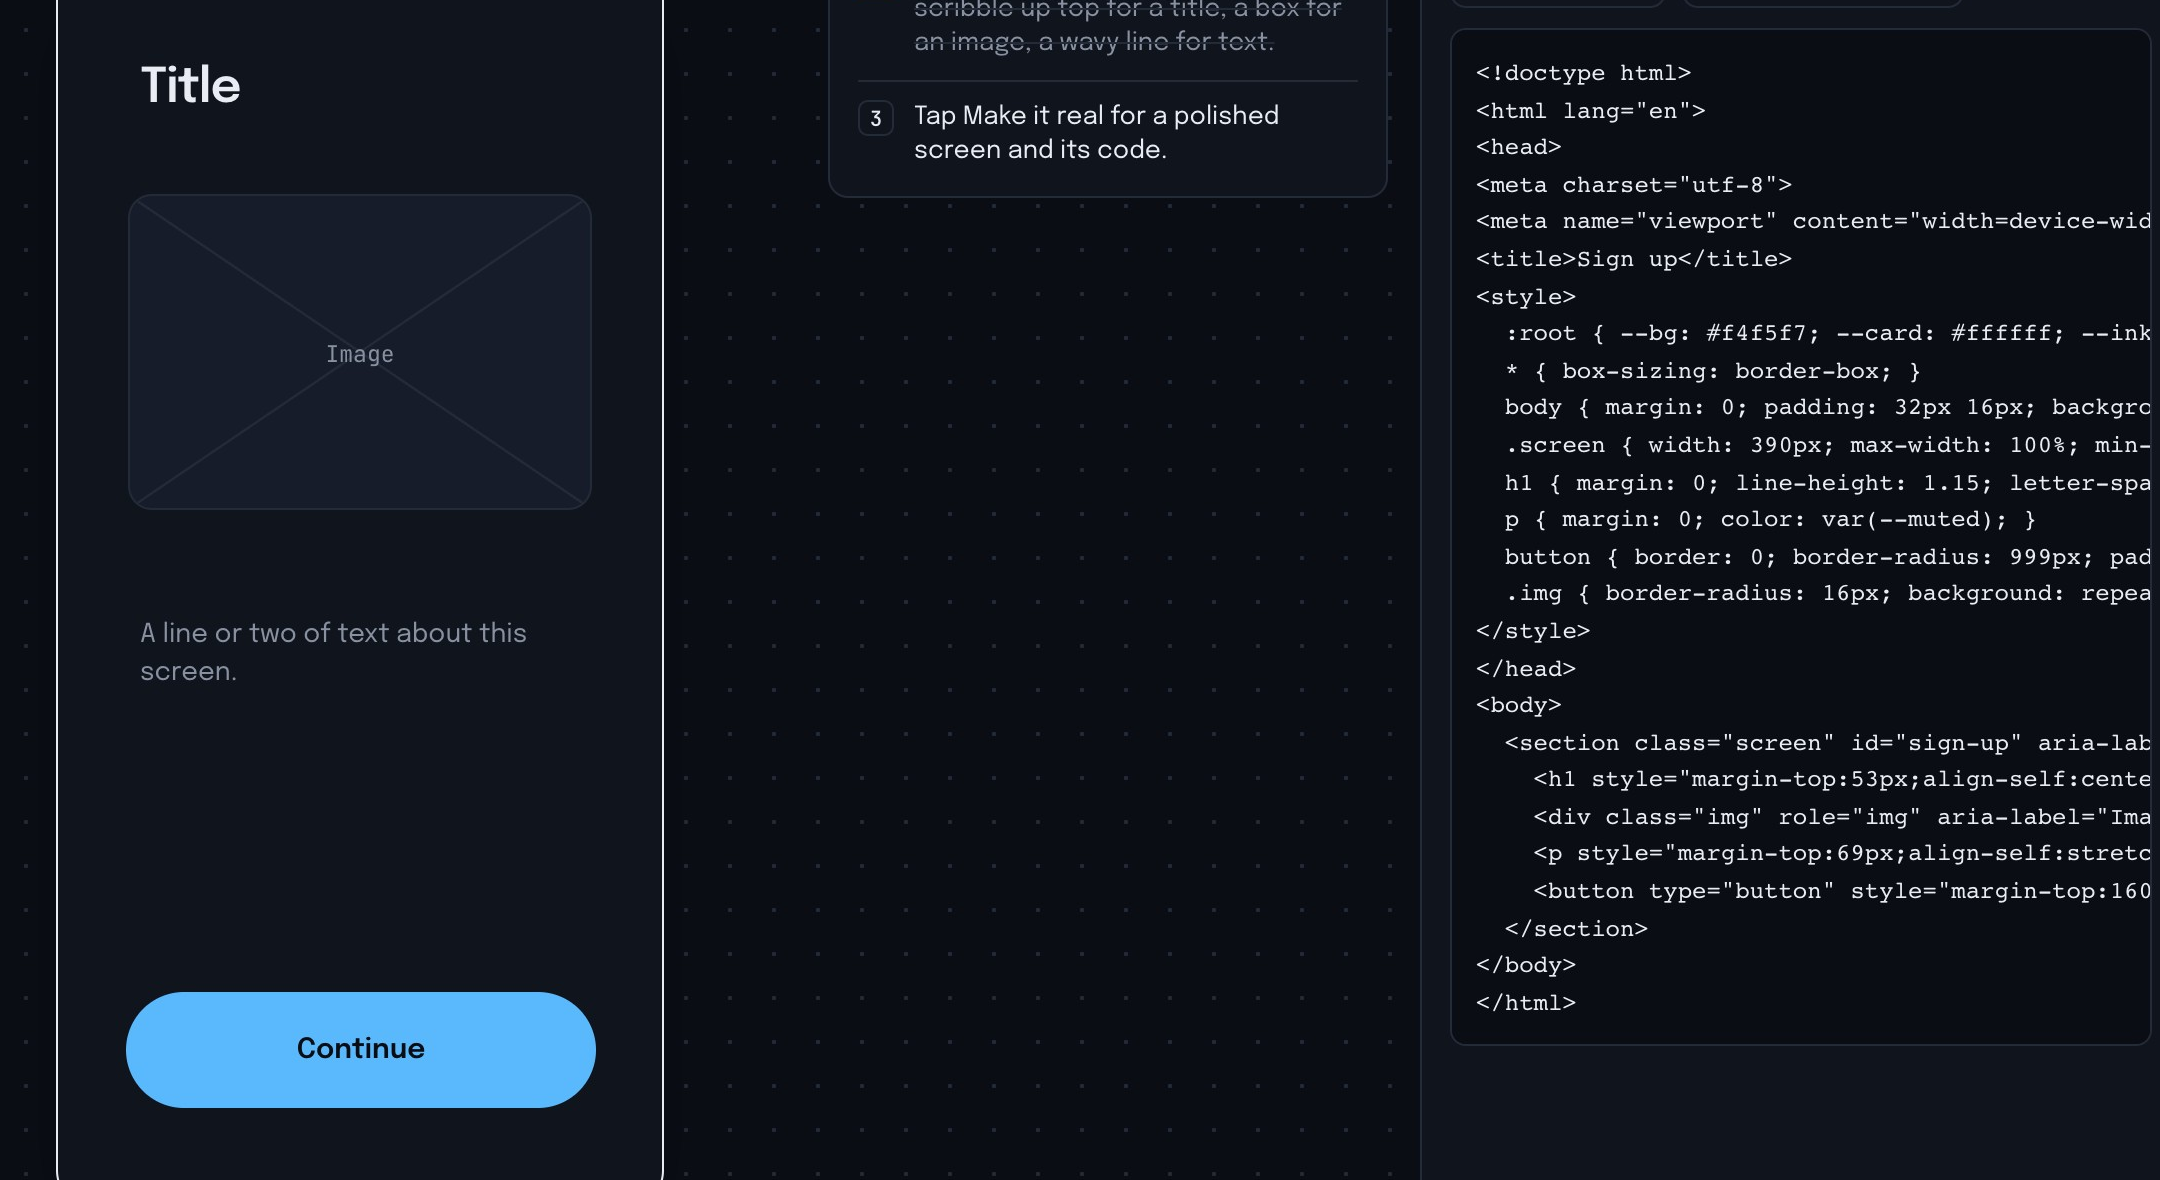 Title
Image
A line or two of text about this
screen.
Continue
scribble up top for a title, a box for
an image, a wavy line for text.
3 Tap Make it real for a polished
screen and its code.
<!doctype html>
<html lang="en">
<head>
<meta charset="utf-8">
<meta name="viewport" content="width=device-wid
<title>Sign up</title>
<style>
  :root { --bg: #f4f5f7; --card: #ffffff; --ink
  * { box-sizing: border-box; }
  body { margin: 0; padding: 32px 16px; backgro
  .screen { width: 390px; max-width: 100%; min-
  h1 { margin: 0; line-height: 1.15; letter-spa
  p { margin: 0; color: var(--muted); }
  button { border: 0; border-radius: 999px; pad
  .img { border-radius: 16px; background: repea
</style>
</head>
<body>
  <section class="screen" id="sign-up" aria-lab
    <h1 style="margin-top:53px;align-self:cente
    <div class="img" role="img" aria-label="Ima
    <p style="margin-top:69px;align-self:stretc
    <button type="button" style="margin-top:160
  </section>
</body>
</html>